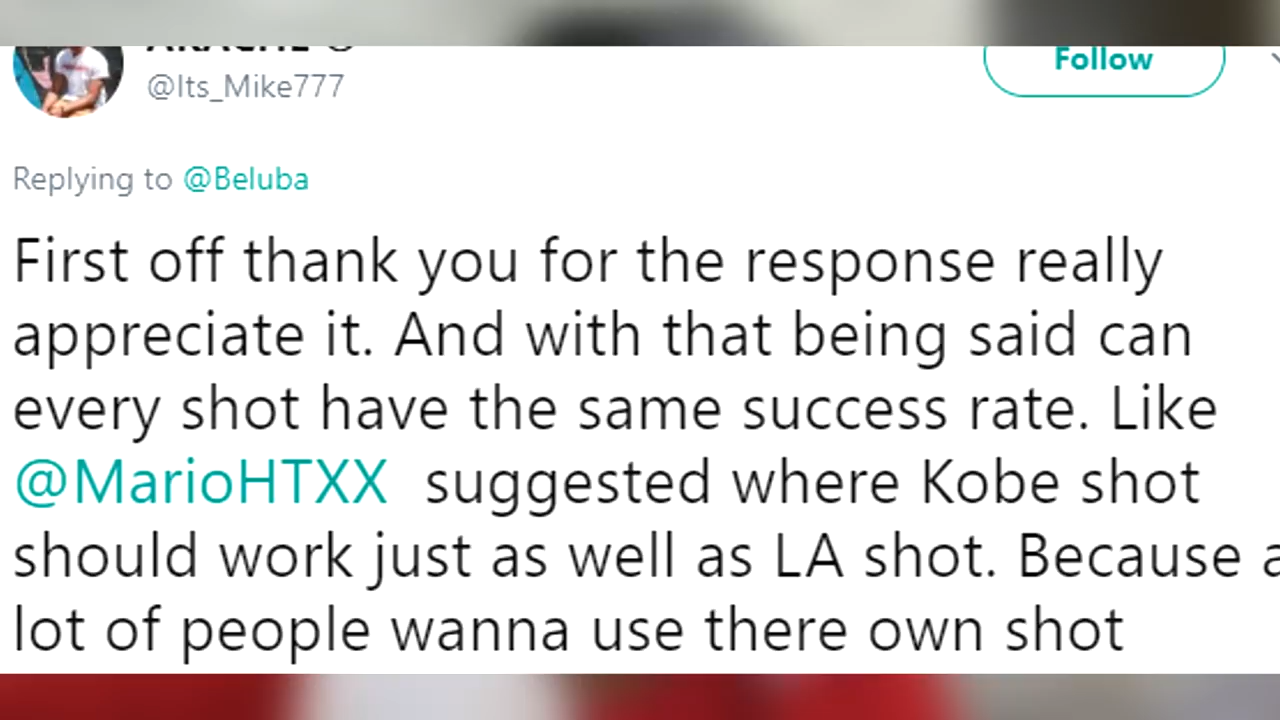 @Its_Mike777
Follow
Replying to @Beluba
First off thank you for the response really
appreciate it. And with that being said can
every shot have the same success rate. Like
@MarioHTXX suggested where Kobe shot
should work just as well as LA shot. Because a
lot of people wanna use there own shot